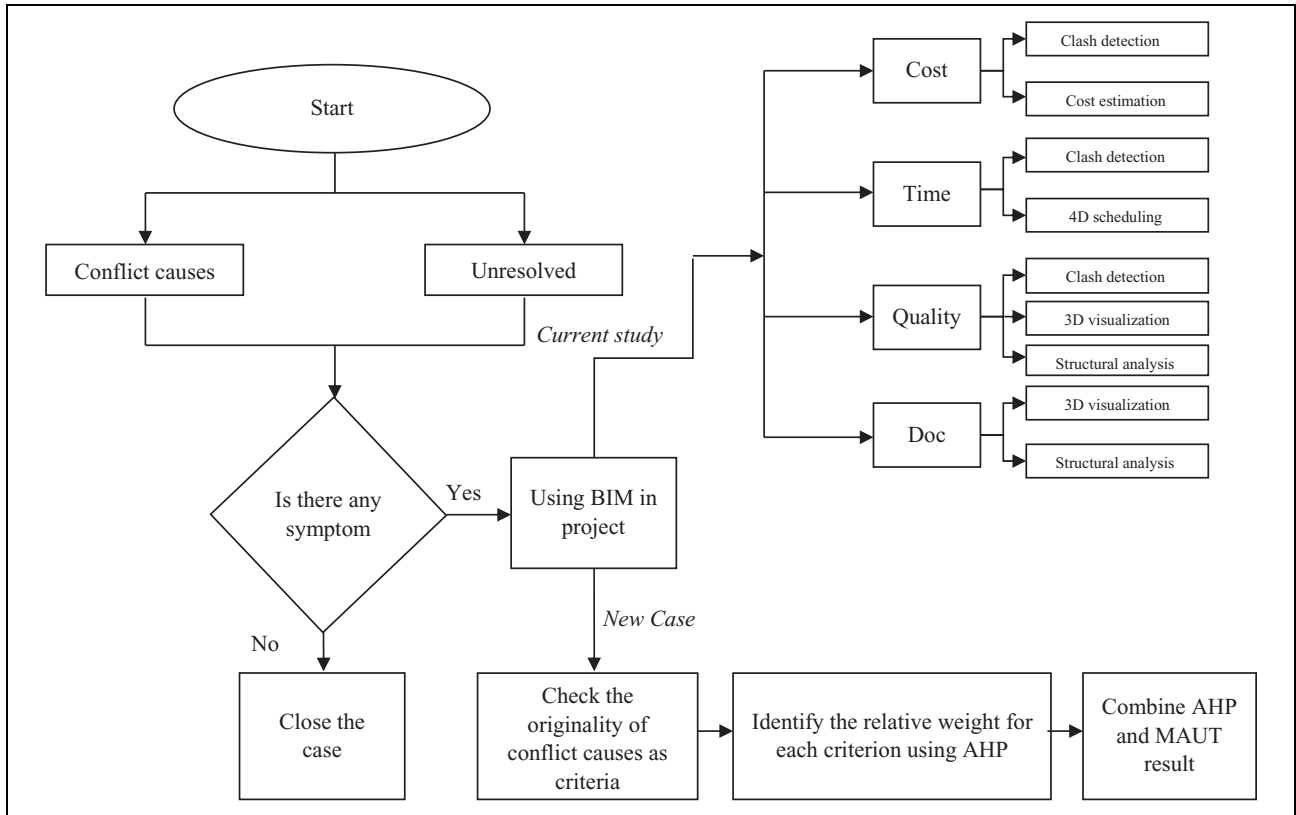 Start
Conflict causes
Unresolved
Current study
Is there any
symptom
Yes
No
Using BIM in
project
New Case
Close the
case
Check the
originality of
conflict causes as
criteria
Identify the relative weight for
each criterion using AHP
Combine AHP
and MAUT
result
Cost
Clash detection
Cost estimation
Time
Clash detection
4D scheduling
Quality
Clash detection
3D visualization
Structural analysis
Doc
3D visualization
Structural analysis